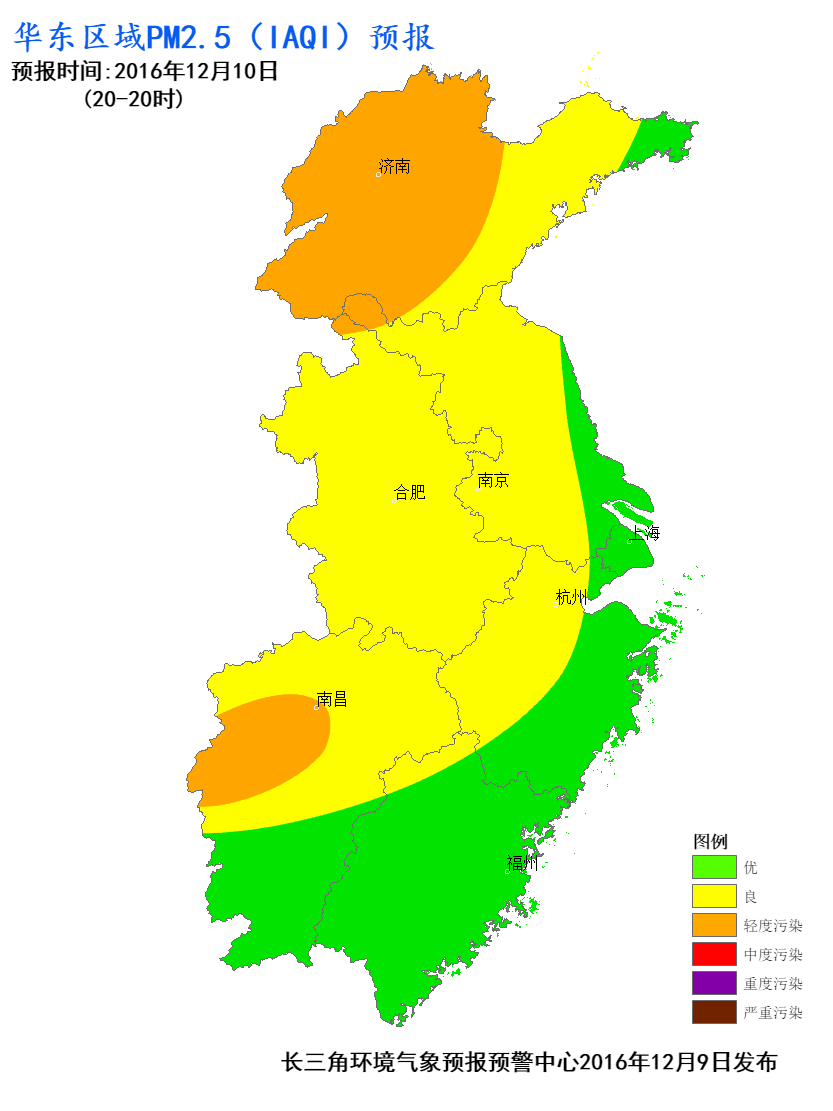 华东区域PM2.5（IAQI）预报
预报时间:2016年12月10日
(20-20时)
济南
合肥
南京
上海
杭州
南昌
福州
图例
优
良
轻度污染
中度污染
重度污染
严重污染
长三角环境气象预报预警中心2016年12月9日发布